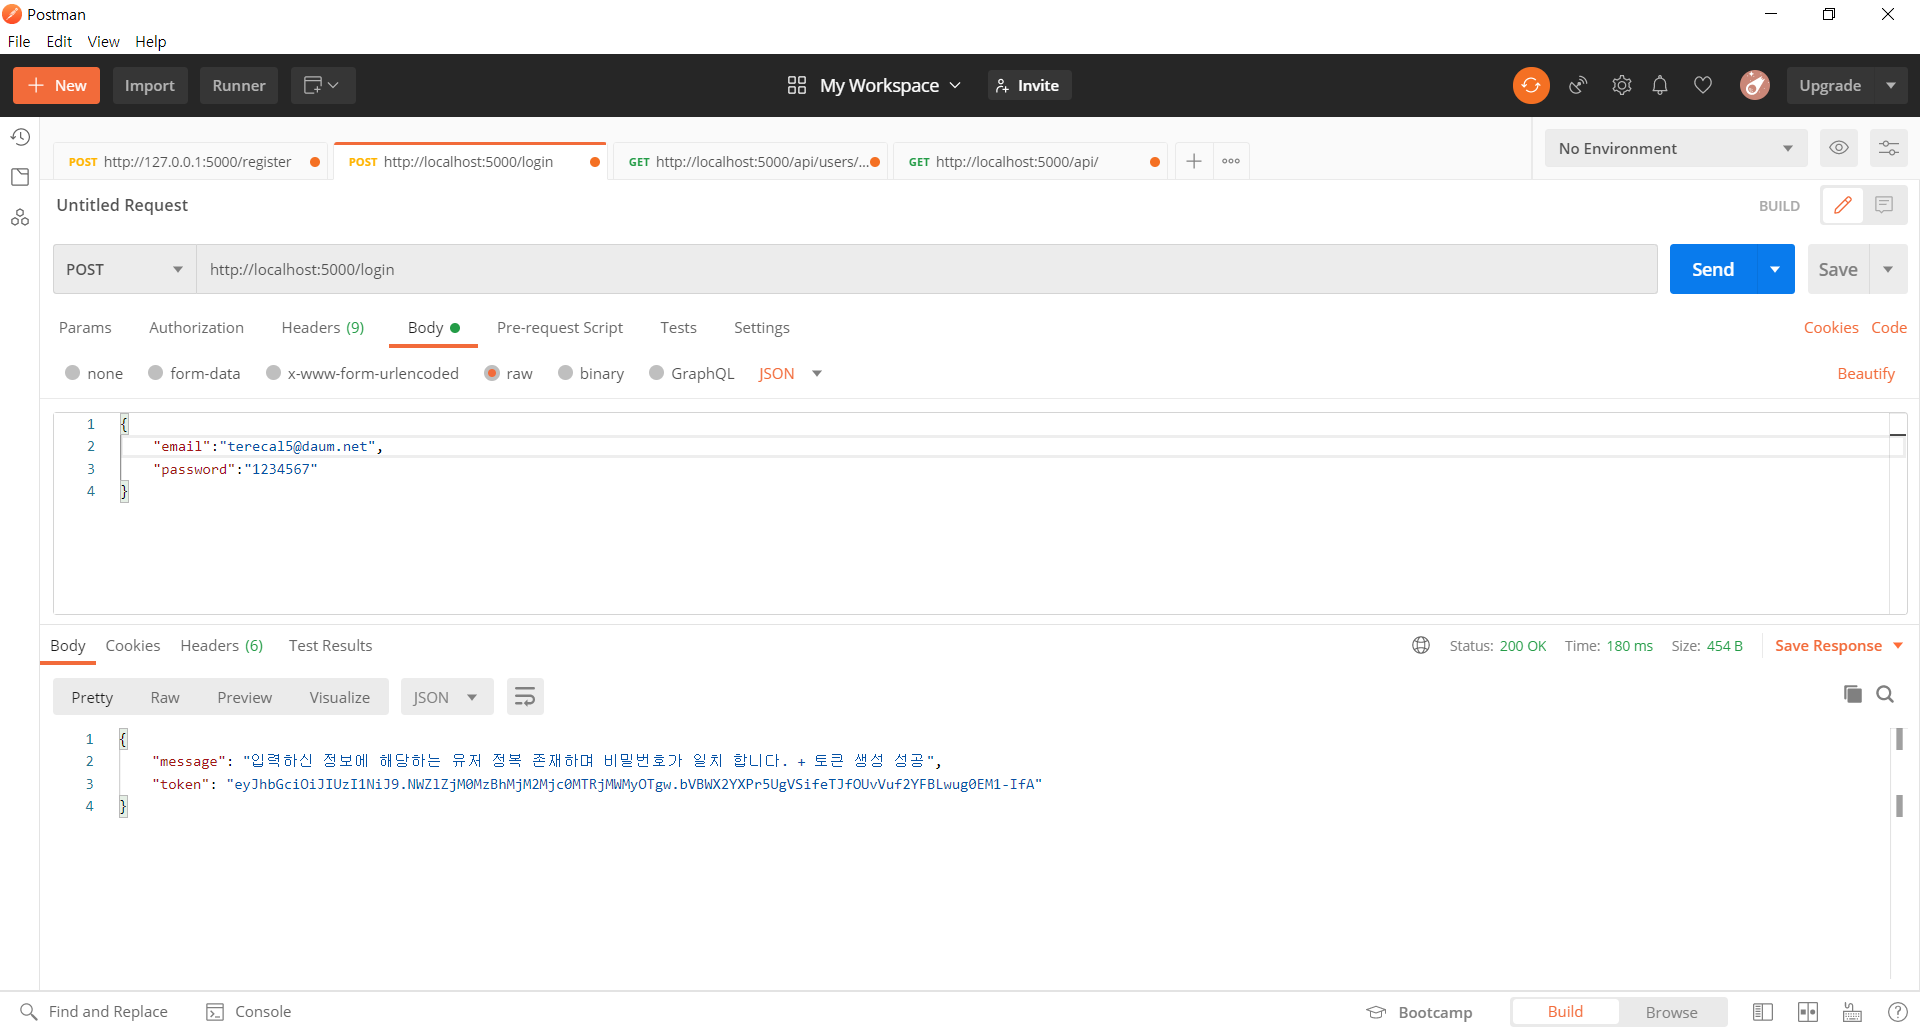 Postman
File Edit View Help
New Import Runner My Workspace Invite Upgrade
POST http://127.0.0.1:5000/register POST http://localhost:5000/login GET http://localhost:5000/api/users/... GET http://localhost:5000/api/ No Environment
Untitled Request BUILD
POST http://localhost:5000/login Send Save
Params Authorization Headers (9) Body Pre-request Script Tests Settings Cookies Code
none form-data x-www-form-urlencoded raw binary GraphQL JSON Beautify
1 {
2 "email":"tereca15@daum.net",
3 "password":"1234567"
4 }
Body Cookies Headers (6) Test Results Status: 200 OK Time: 180 ms Size: 454 B Save Response
Pretty Raw Preview Visualize JSON
1 {
2 "message": "입력하신 정보에 해당하는 유저 정복 존재하며 비밀번호가 일치 합니다. + 토큰 생성 성공",
3 "token": "eyJhbGciOiJIUzI1NiJ9.NWZlZjM0MzBhMjM2Mjc0MTRjMWMyOTgw.bVBWX2YXPr5UgVSifeTJfOUvVuf2YFBLwug0EM1-IfA"
4 }
Find and Replace Console Bootcamp Build Browse